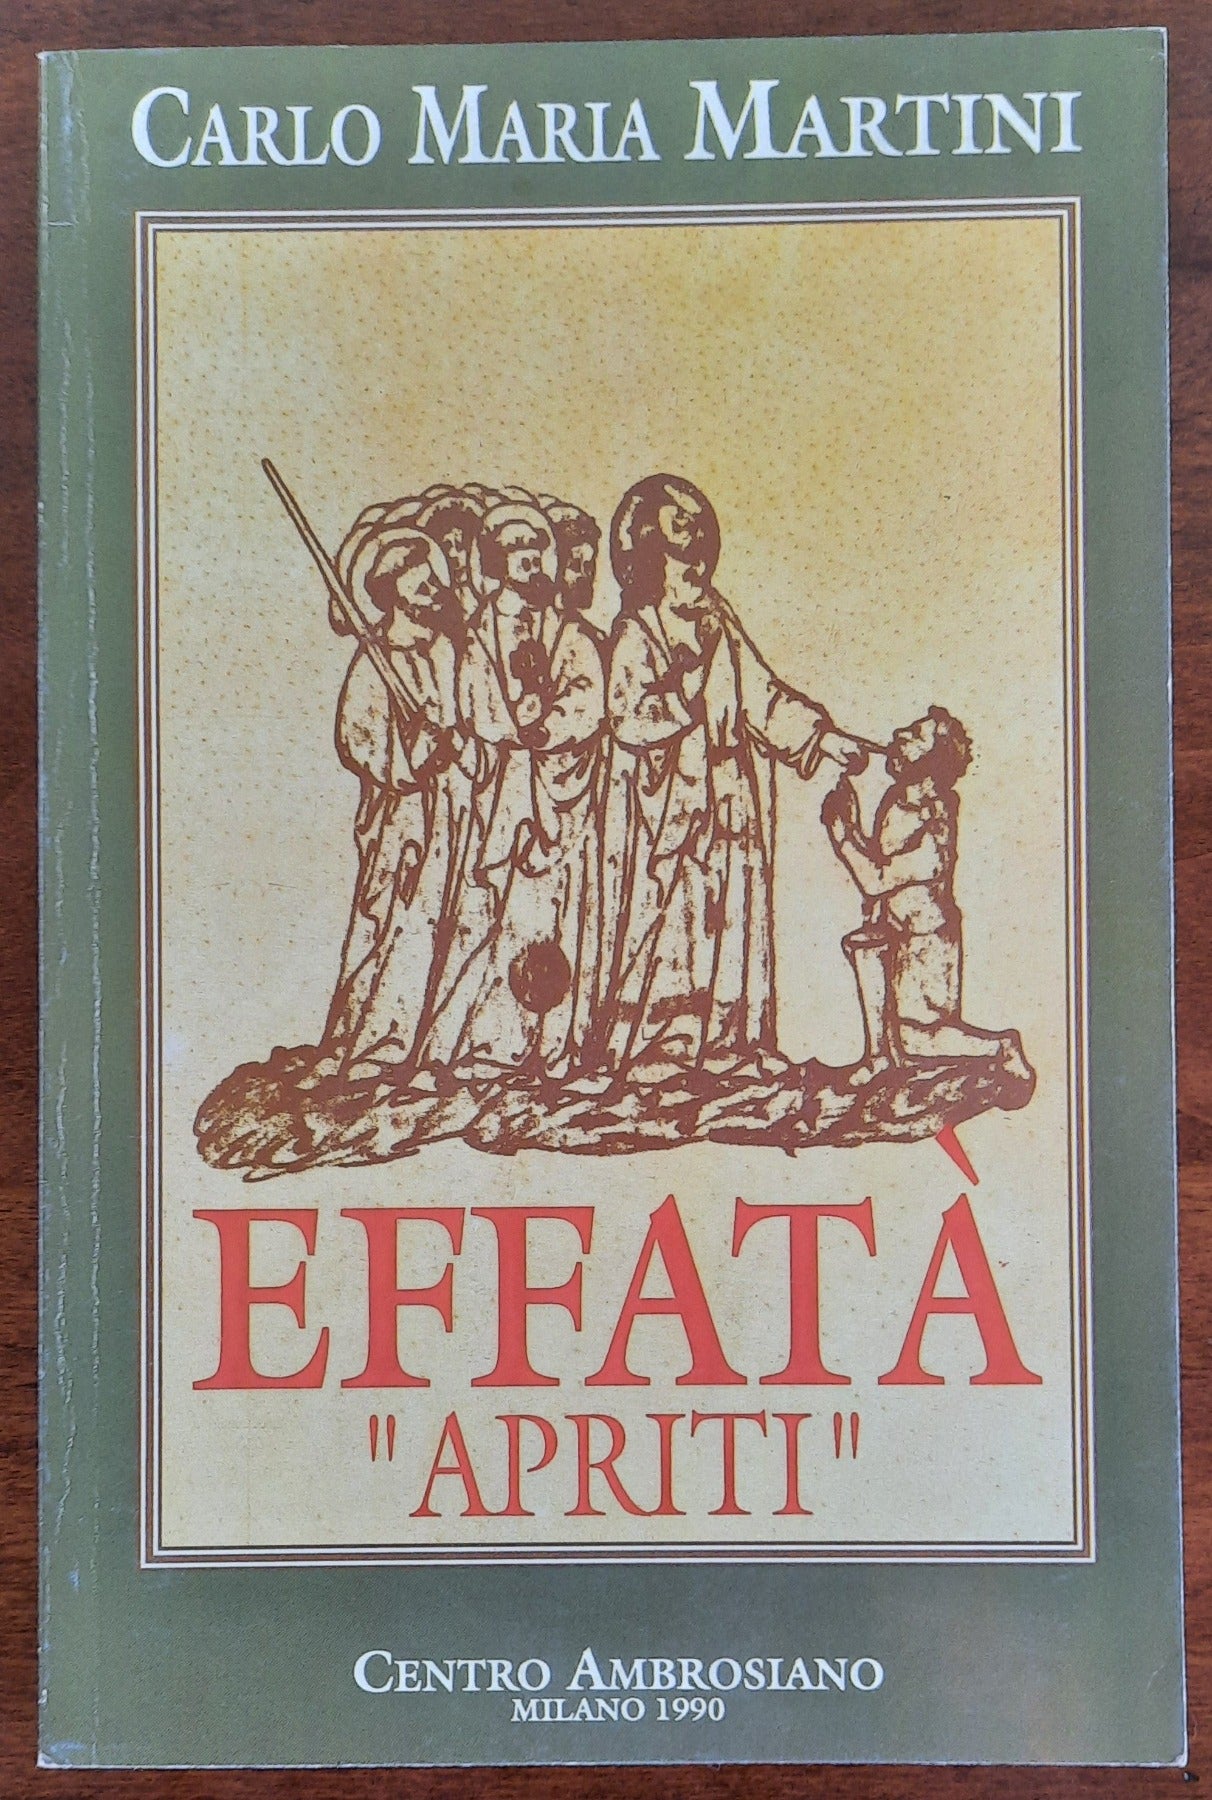 CARLO MARIA MARTINI
EFFATÀ
"APRITI"
CENTRO AMBROSIANO
MILANO 1990